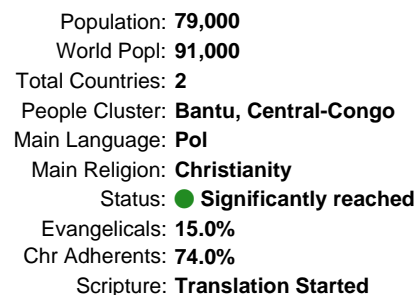 Population: 79,000
World Popl: 91,000
Total Countries: 2
People Cluster: Bantu, Central-Congo
Main Language: Pol
Main Religion: Christianity
Status: Significantly reached
Evangelicals: 15.0%
Chr Adherents: 74.0%
Scripture: Translation Started